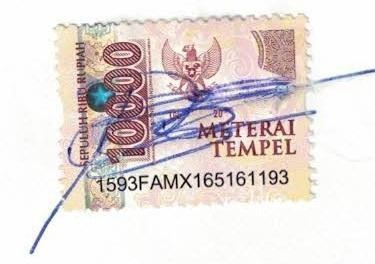 SEPULUH RIBU RUPIAH
10000
20
METERAI
TEMPEL
1593FAMX165161193